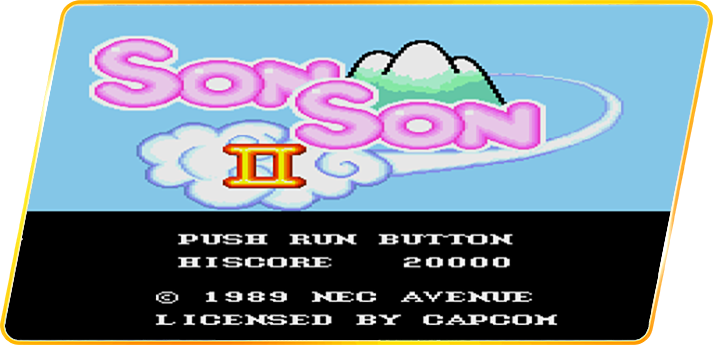 SON SON
II
PUSH RUN BUTTON
HISCORE 20000
© 1989 NEC AVENUE
LICENSED BY CAPCOM